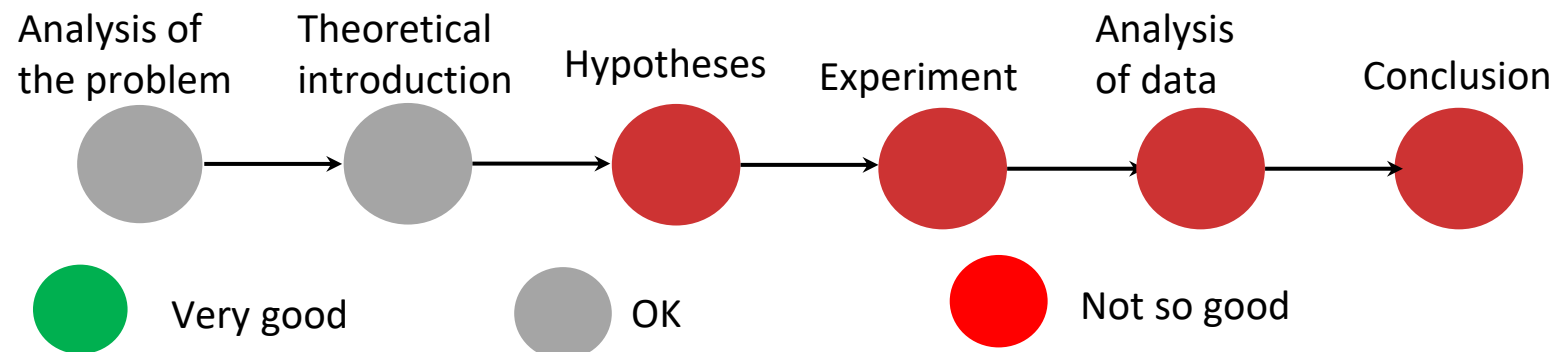 Analysis of
the problem
Theoretical
introduction
Hypotheses
Experiment
Analysis
of data
Conclusion
Very good
OK
Not so good